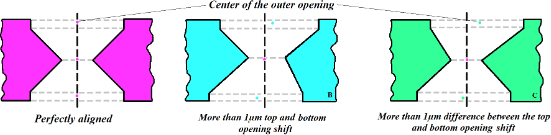 Center of the outer opening
B
C
Perfectly aligned
More than 1µm top and bottom
opening shift
More than 1µm difference between the top
and bottom opening shift